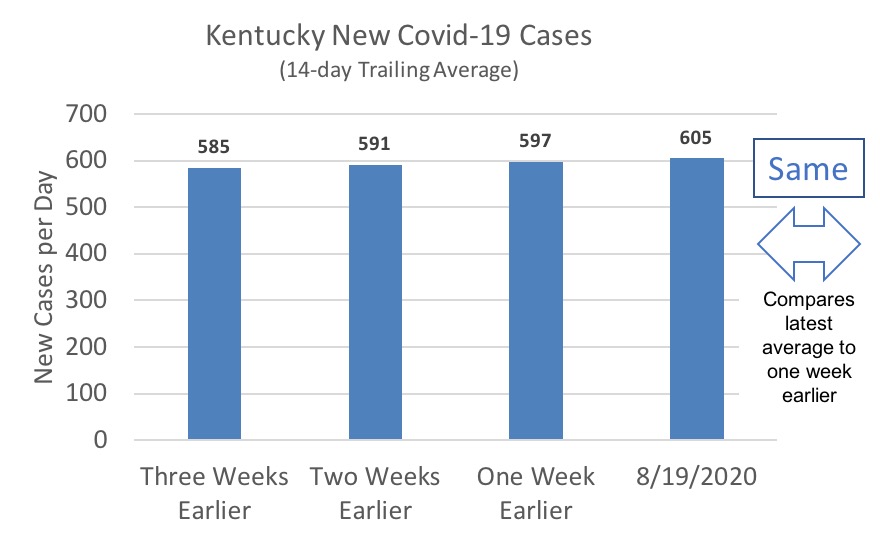 Kentucky New Covid-19 Cases
(14-day Trailing Average)
New Cases per Day
700
600
500
400
300
200
100
0
585
591
597
605
Same
Compares
latest
average to
one week
earlier
Three Weeks
Earlier
Two Weeks
Earlier
One Week
Earlier
8/19/2020